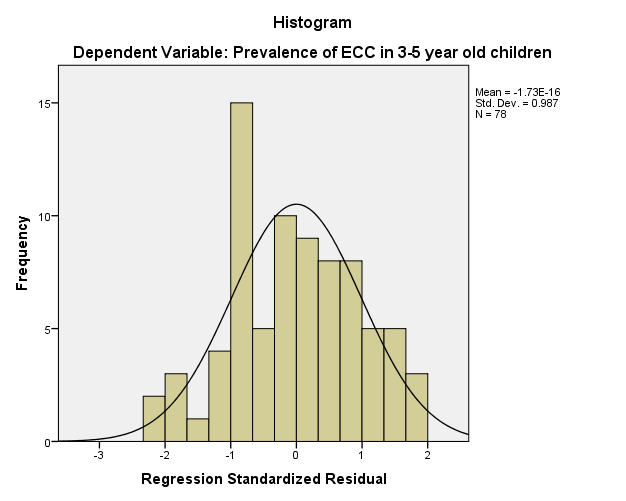 Histogram
Dependent Variable: Prevalence of ECC in 3-5 year old children
Mean = -1.73E-16
Std. Dev. = 0.987
N = 78
15
10
5
0
Frequency
-3 -2 -1 0 1 2
Regression Standardized Residual